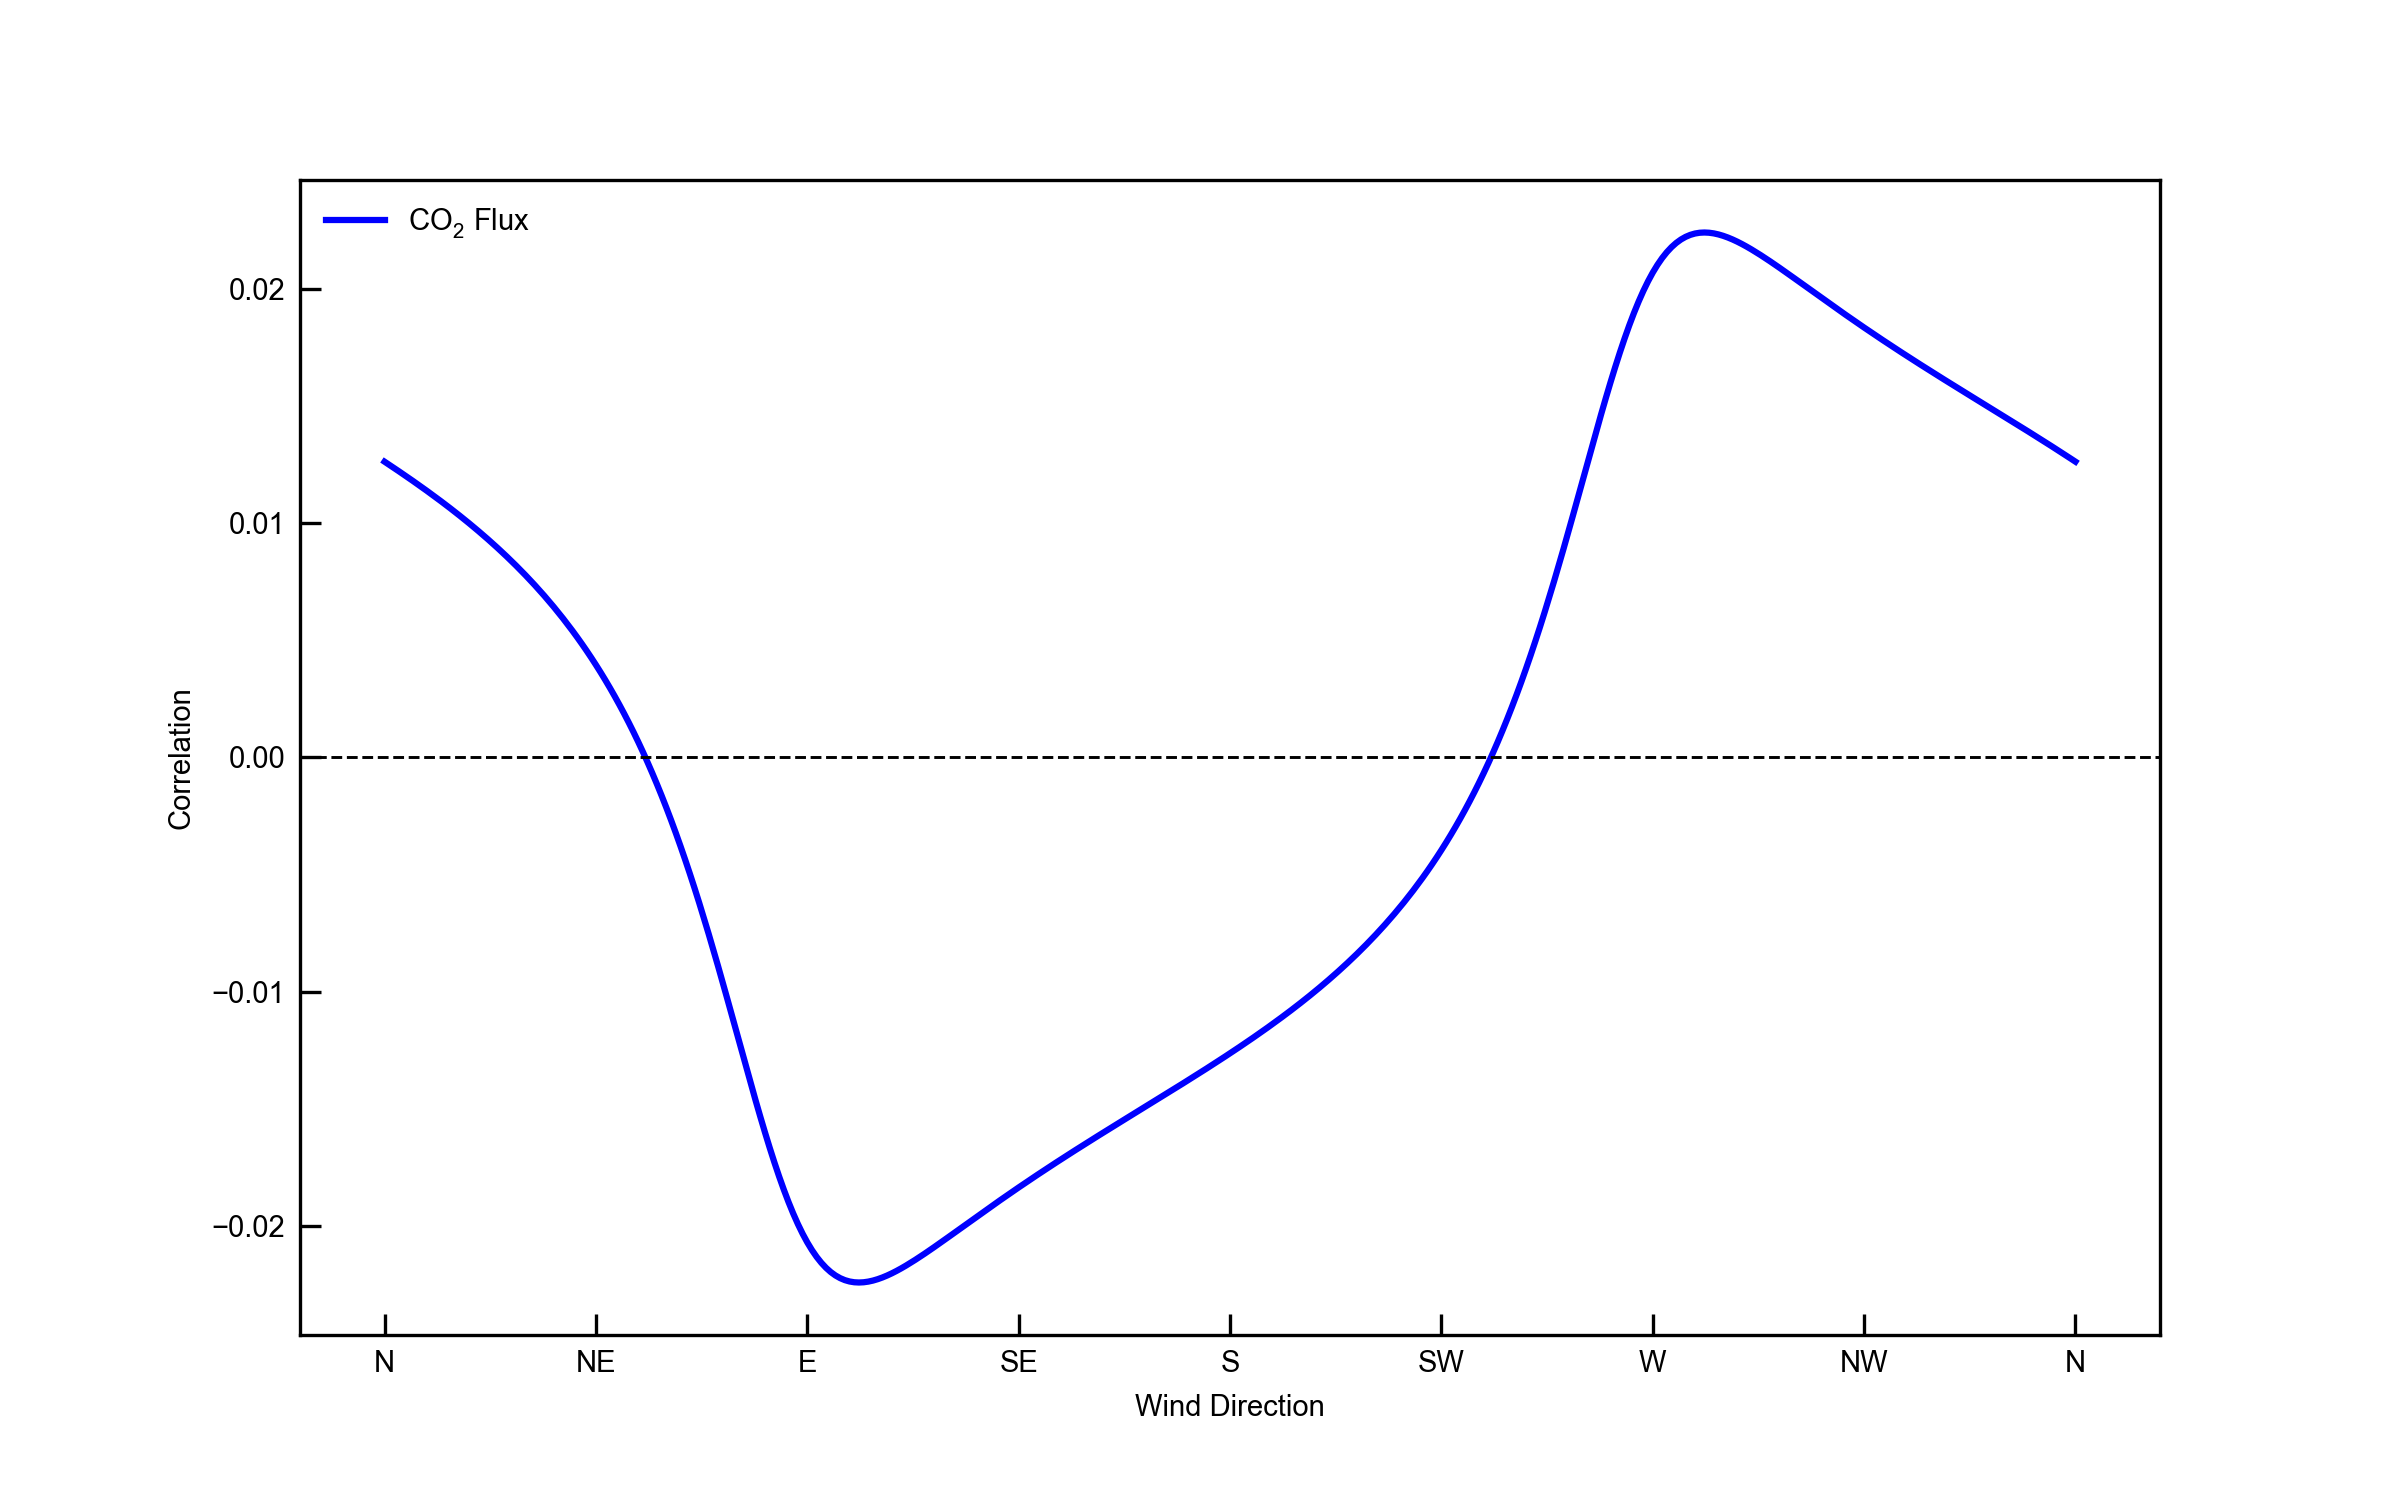 CO₂ Flux
0.02
0.01
0.00
−0.01
−0.02
Correlation
N NE E SE S SW W NW N
Wind Direction